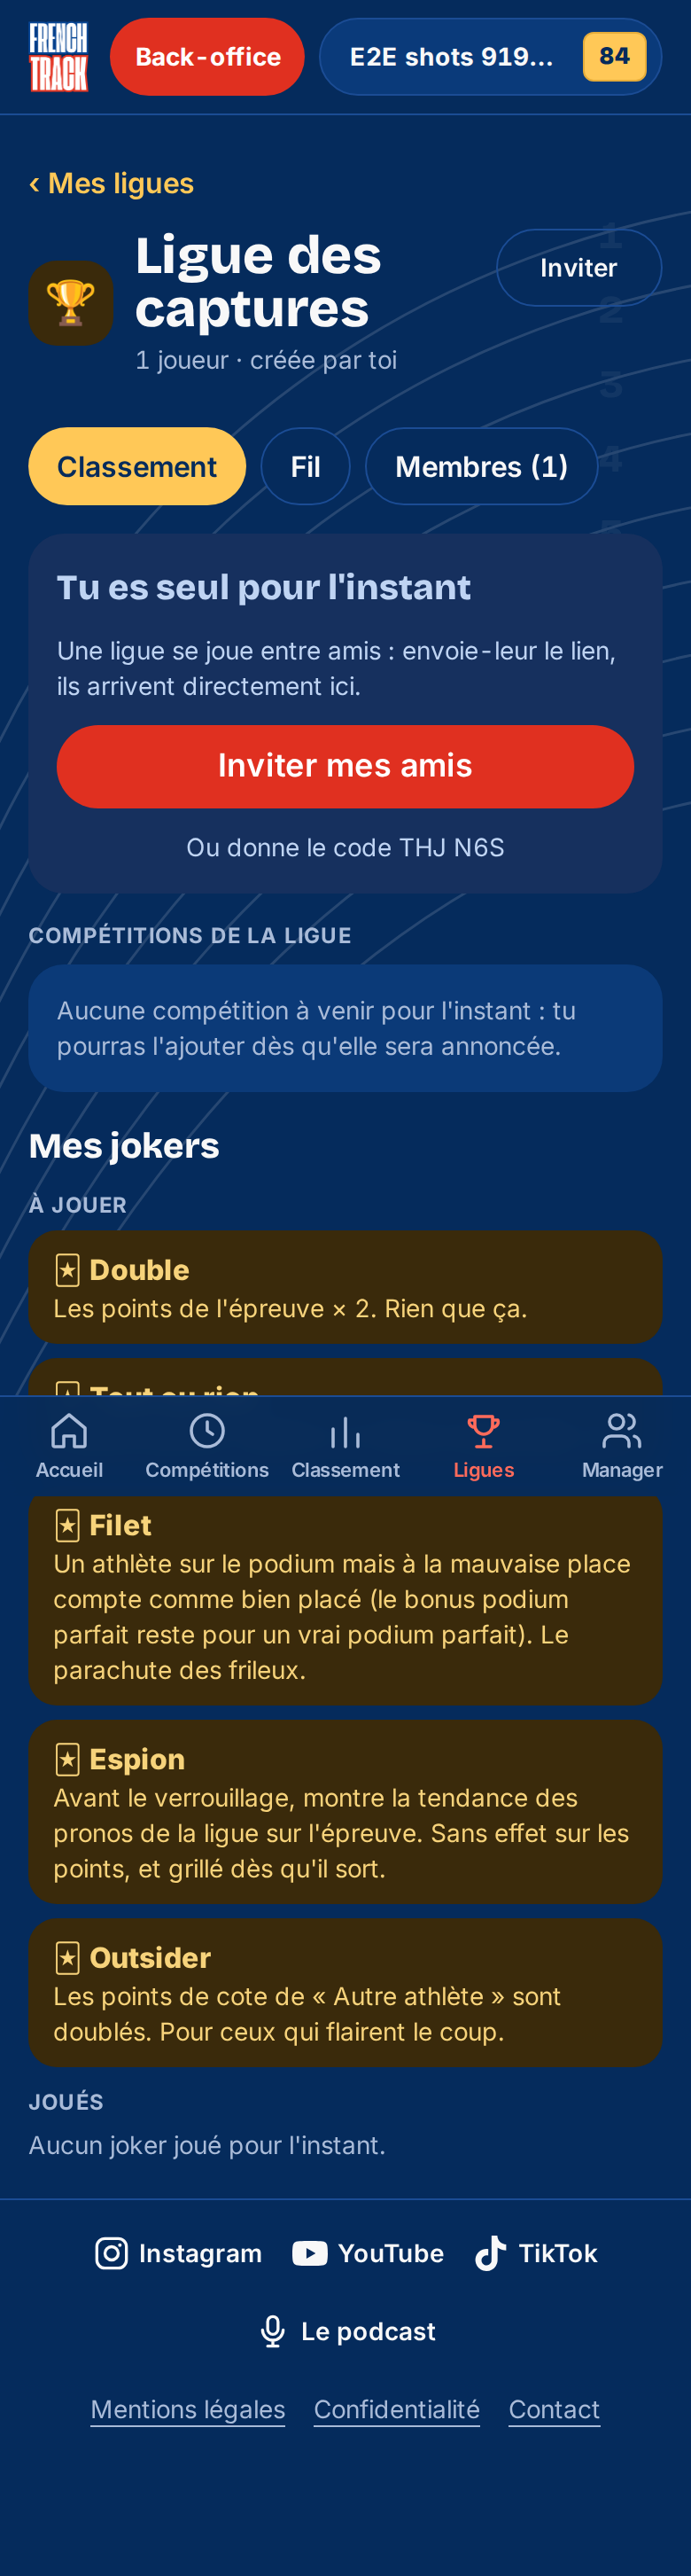 FRENCH
TRACK
Back-office
E2E shots 919...
84
‹ Mes ligues
Ligue des
captures
1 joueur · créée par toi
Inviter
1
2
3
4
5
Classement
Fil
Membres (1)
Tu es seul pour l'instant
Une ligue se joue entre amis : envoie-leur le lien,
ils arrivent directement ici.
Inviter mes amis
Ou donne le code THJ N6S
COMPÉTITIONS DE LA LIGUE
Aucune compétition à venir pour l'instant : tu
pourras l'ajouter dès qu'elle sera annoncée.
Mes jokers
À JOUER
Double
Les points de l'épreuve × 2. Rien que ça.
Tout ou rien
Accueil
Compétitions
Classement
Ligues
Manager
Filet
Un athlète sur le podium mais à la mauvaise place
compte comme bien placé (le bonus podium
parfait reste pour un vrai podium parfait). Le
parachute des frileux.
Espion
Avant le verrouillage, montre la tendance des
pronos de la ligue sur l'épreuve. Sans effet sur les
points, et grillé dès qu'il sort.
Outsider
Les points de cote de « Autre athlète » sont
doublés. Pour ceux qui flairent le coup.
JOUÉS
Aucun joker joué pour l'instant.
Instagram
YouTube
TikTok
Le podcast
Mentions légales
Confidentialité
Contact